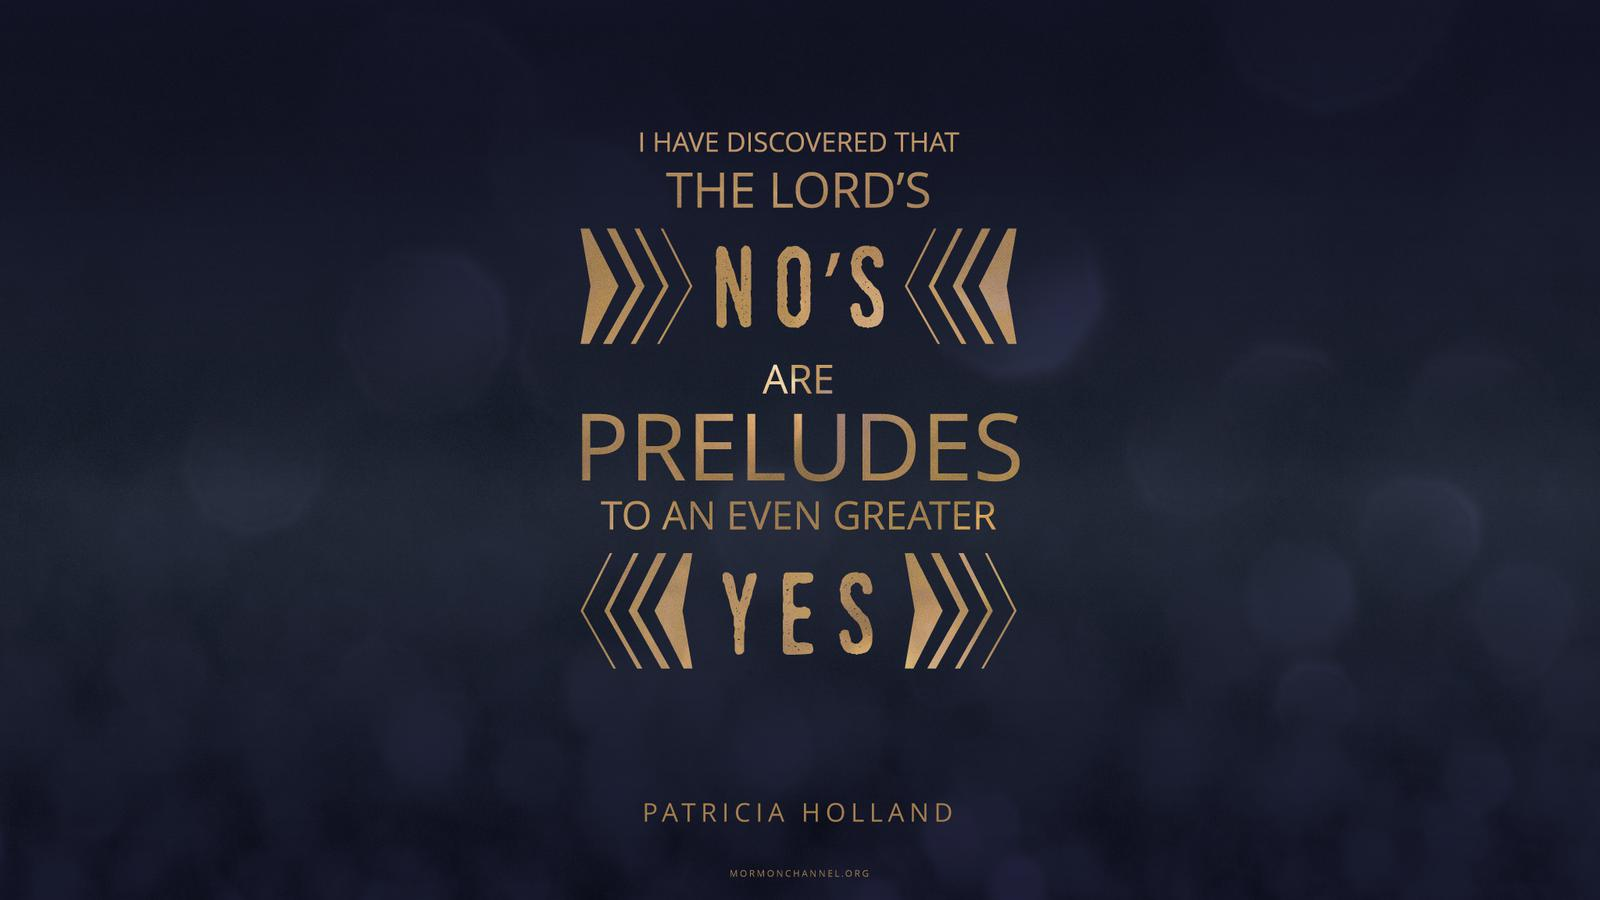 I HAVE DISCOVERED THAT
THE LORD’S
NO’S
ARE
PRELUDES
TO AN EVEN GREATER
YES
PATRICIA HOLLAND
MORMONCHANNEL.ORG